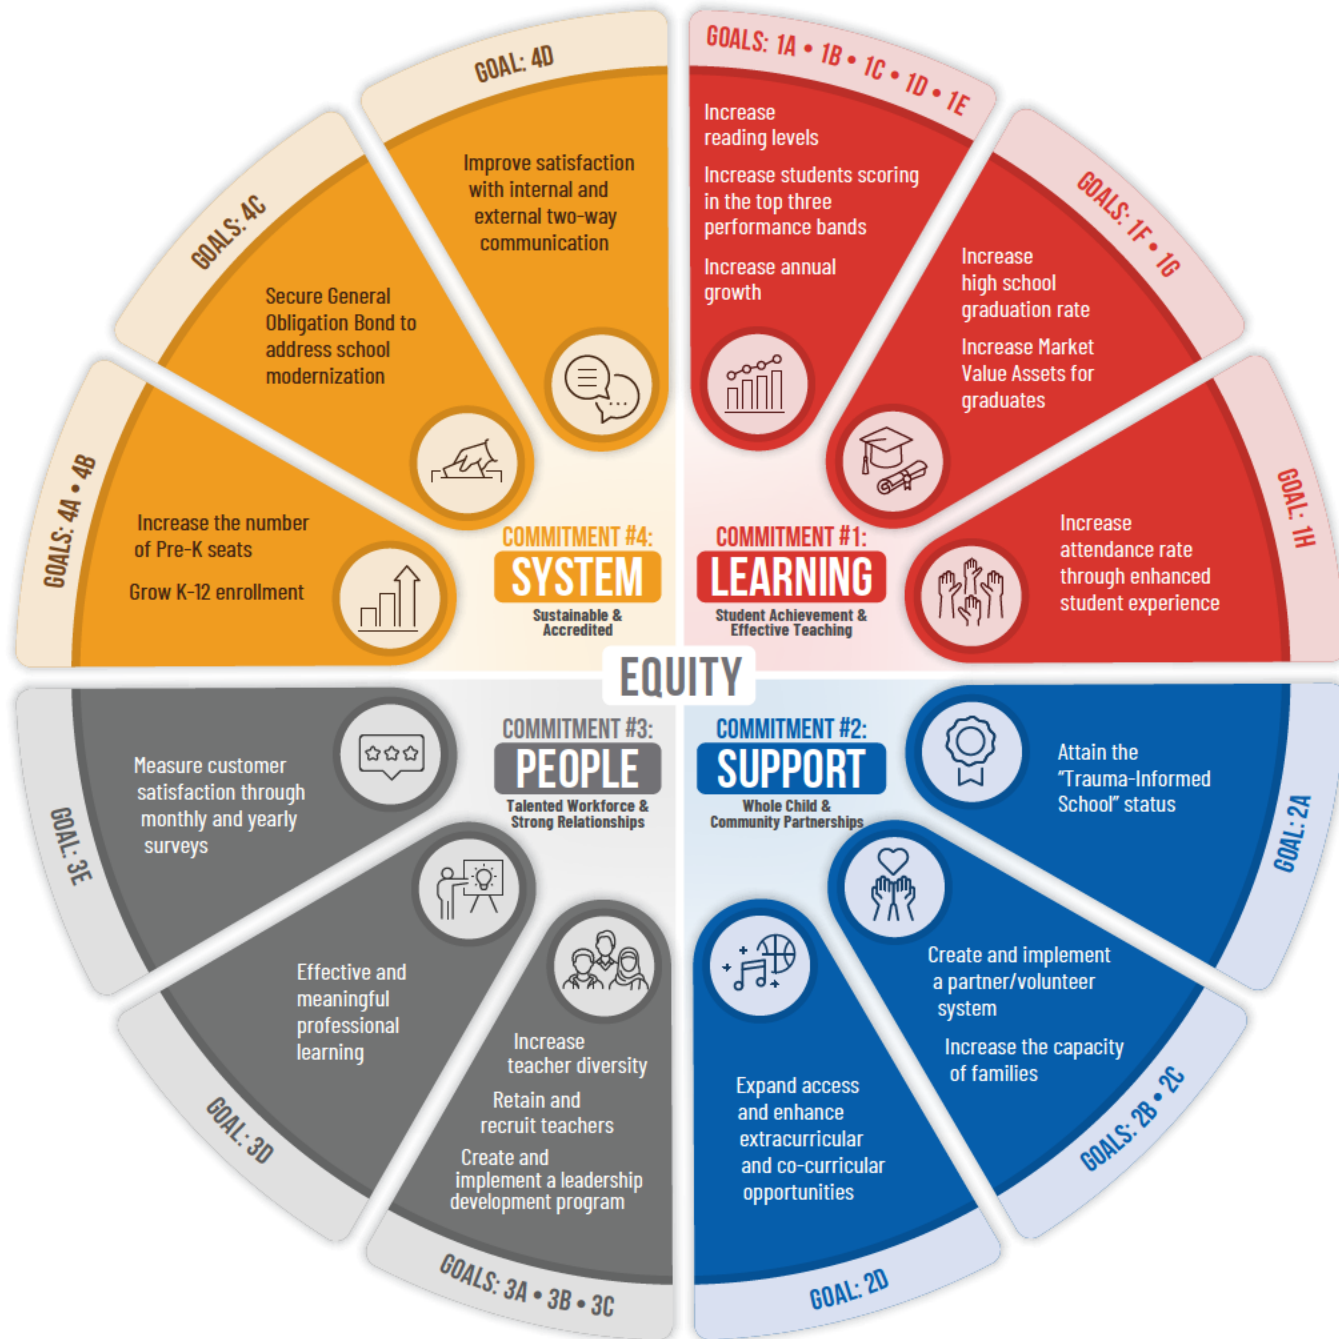 GOALS: 1A • 1B • 1C • 1D • 1E
Increase
reading levels
Increase students scoring
in the top three
performance bands
Increase annual
growth
GOALS: 1F • 1G
Increase
high school
graduation rate
Increase Market
Value Assets for
graduates
GOAL: 1H
Increase
attendance rate
through enhanced
student experience
COMMITMENT #1:
LEARNING
Student Achievement &
Effective Teaching
GOAL: 4D
Improve satisfaction
with internal and
external two-way
communication
GOALS: 4C
Secure General
Obligation Bond to
address school
modernization
GOALS: 4A • 4B
Increase the number
of Pre-K seats
Grow K-12 enrollment
COMMITMENT #4:
SYSTEM
Sustainable &
Accredited
EQUITY
COMMITMENT #3:
PEOPLE
Talented Workforce &
Strong Relationships
GOAL: 3E
Measure customer
satisfaction through
monthly and yearly
surveys
GOAL: 3D
Effective and
meaningful
professional
learning
Increase
teacher diversity
Retain and
recruit teachers
Create and
implement a leadership
development program
GOALS: 3A • 3B • 3C
COMMITMENT #2:
SUPPORT
Whole Child &
Community Partnerships
Attain the
"Trauma-Informed
School" status
GOAL: 2A
Create and implement
a partner/volunteer
system
Increase the capacity
of families
GOALS: 2B • 2C
Expand access
and enhance
extracurricular
and co-curricular
opportunities
GOAL: 2D